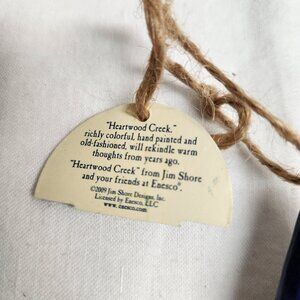 "Heartwood Creek,"
richly colorful, hand painted and
old-fashioned, will rekindle warm
thoughts from years ago.
"Heartwood Creek" from Jim Shore
and your friends at Enesco®.
©2009 Jim Shore Designs, Inc.
Licensed by Enesco, LLC
www.enesco.com